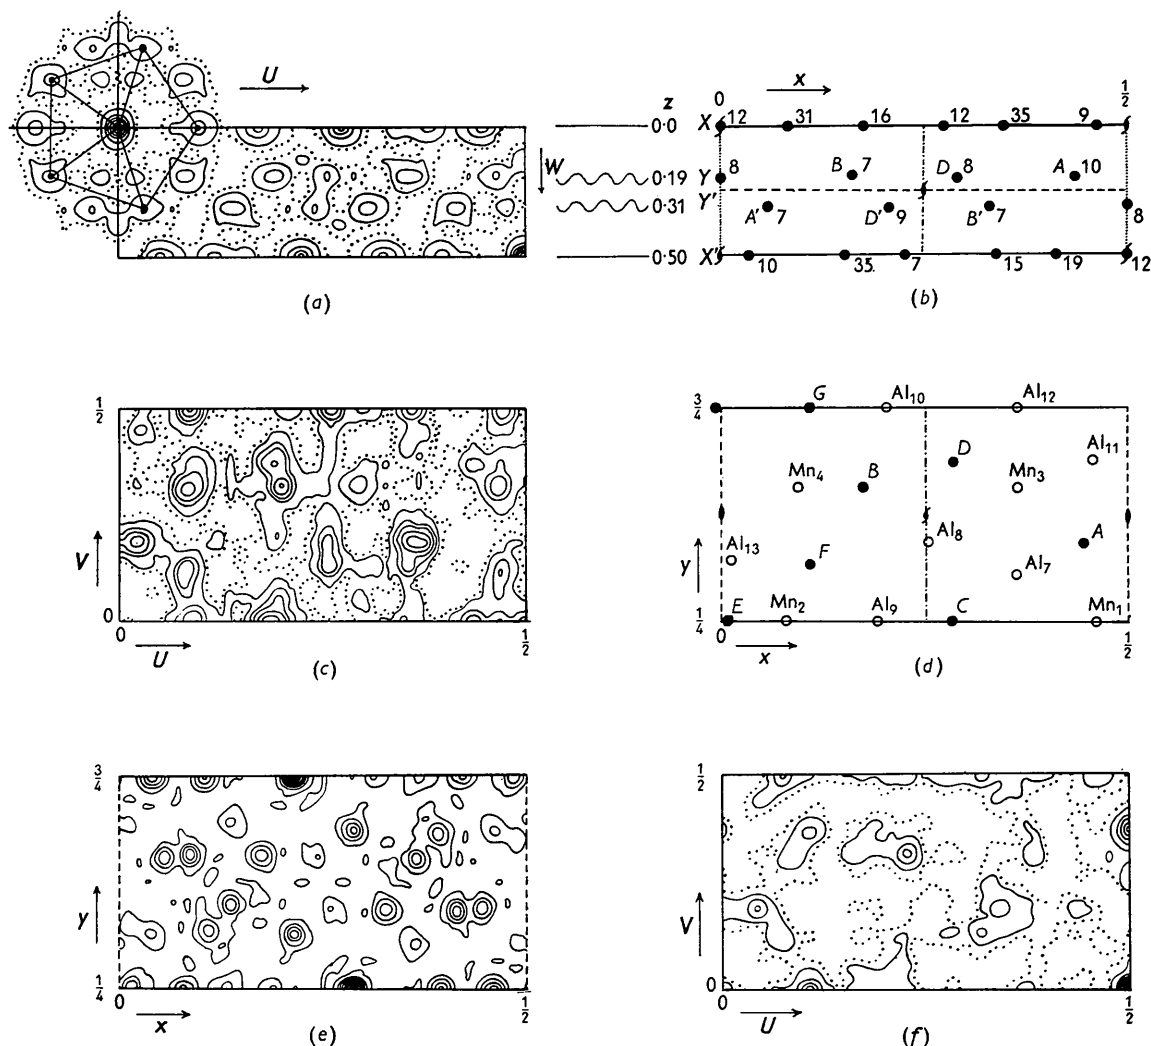 U
(a)
x
0 1/2
z
0·0 X 12 31 16 12 35 9
W
0·19 Y 8 B 7 D 8 A 10
0·31 Y' A' 7 D' 9 B' 7 8
0·50 X' 10 35. 7 15 19 12
(b)
1/2
V
0
0 1/2
U
(c)
3/4 G Al10 Al12
D Al11
Mn4 B Mn3
Al8 A
Al13 F
y Al7
E Mn2 Al9 C Mn1
1/4
0 1/2
x
(d)
3/4
y
1/4
0 1/2
x
(e)
1/2
V
0
0 1/2
U
(f)